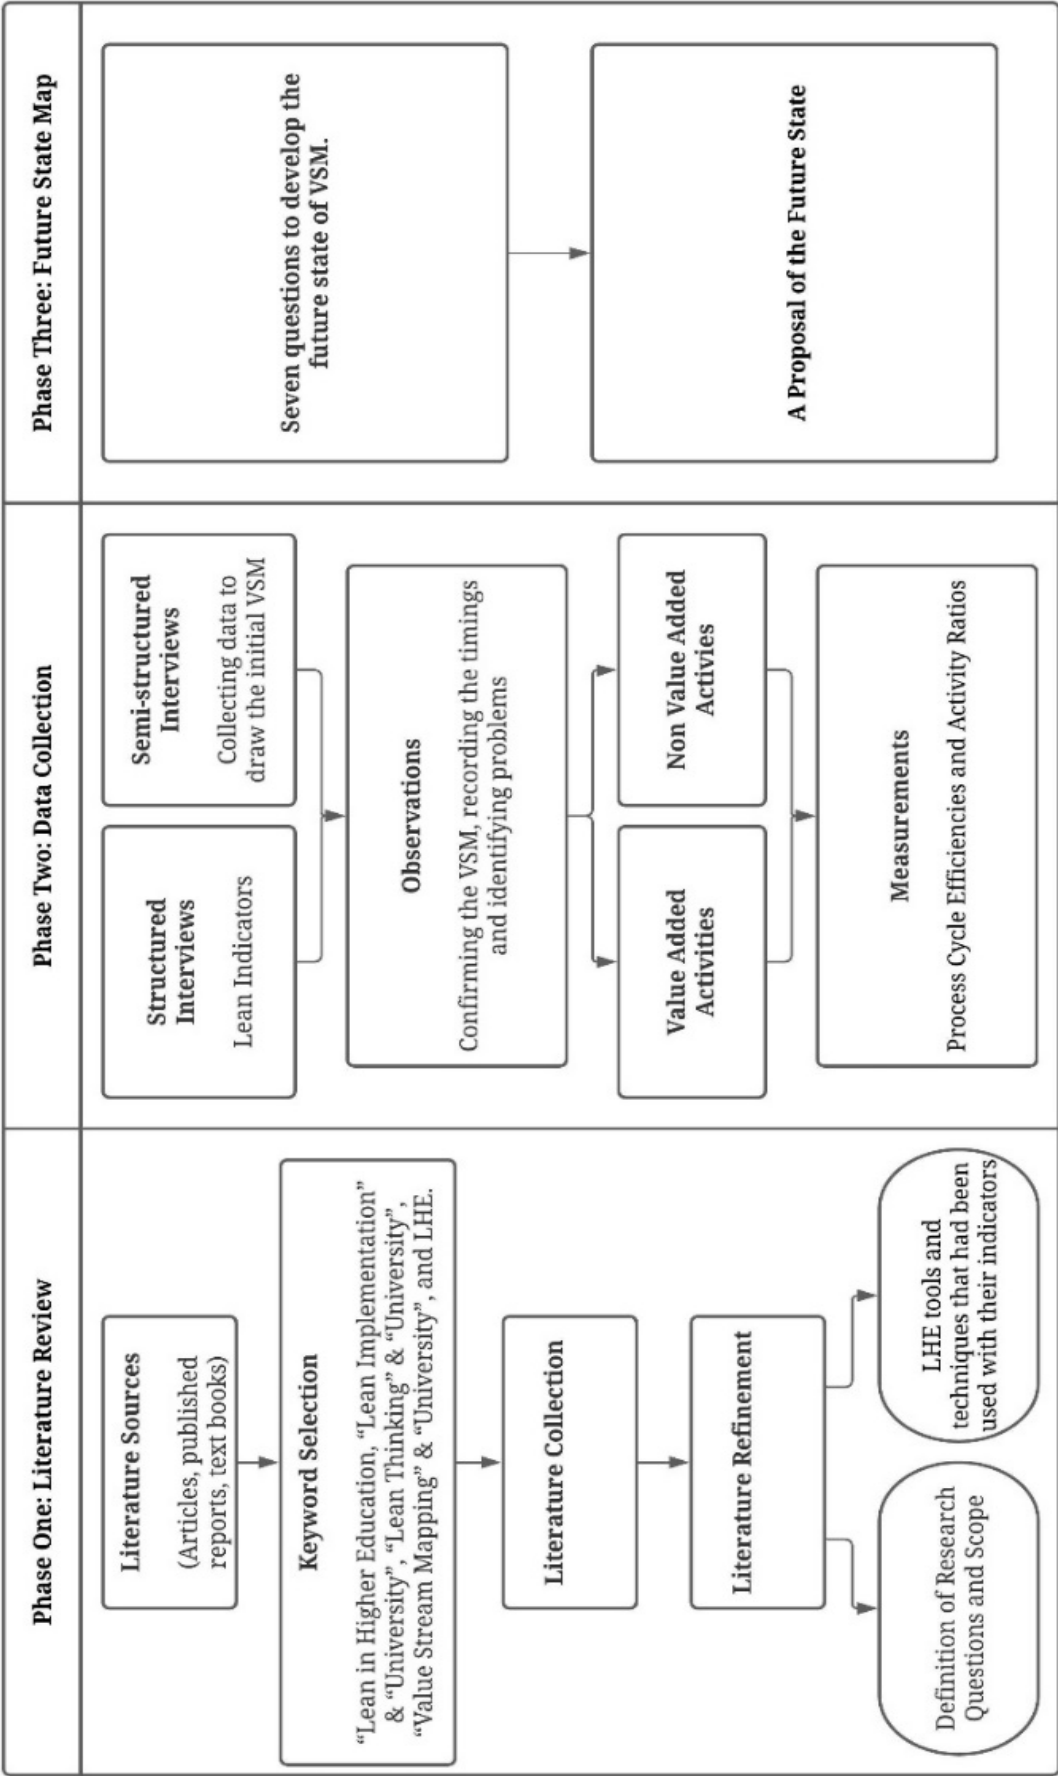 Phase One: Literature Review
Literature Sources
(Articles, published
reports, text books)
Keyword Selection
“Lean in Higher Education, “Lean Implementation”
& “University”, “Lean Thinking” & “University”,
“Value Stream Mapping” & “University”, and LHE.
Literature Collection
Literature Refinement
Definition of Research
Questions and Scope
LHE tools and
techniques that had been
used with their indicators
Phase Two: Data Collection
Structured
Interviews
Lean Indicators
Semi-structured
Interviews
Collecting data to
draw the initial VSM
Observations
Confirming the VSM, recording the timings
and identifying problems
Value Added
Activities
Non Value Added
Activies
Measurements
Process Cycle Efficiencies and Activity Ratios
Phase Three: Future State Map
Seven questions to develop the
future state of VSM.
A Proposal of the Future State